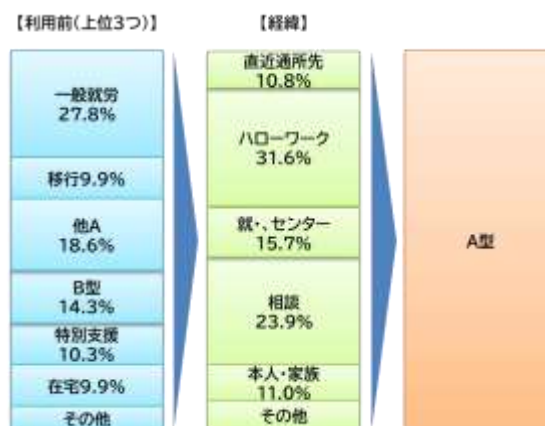 【利用前(上位3つ)】
一般就労
27.8%
移行9.9%
他A
18.6%
B型
14.3%
特別支援
10.3%
在宅9.9%
その他
【経緯】
直近通所先
10.8%
ハローワーク
31.6%
就・、センター
15.7%
相談
23.9%
本人・家族
11.0%
その他
A型